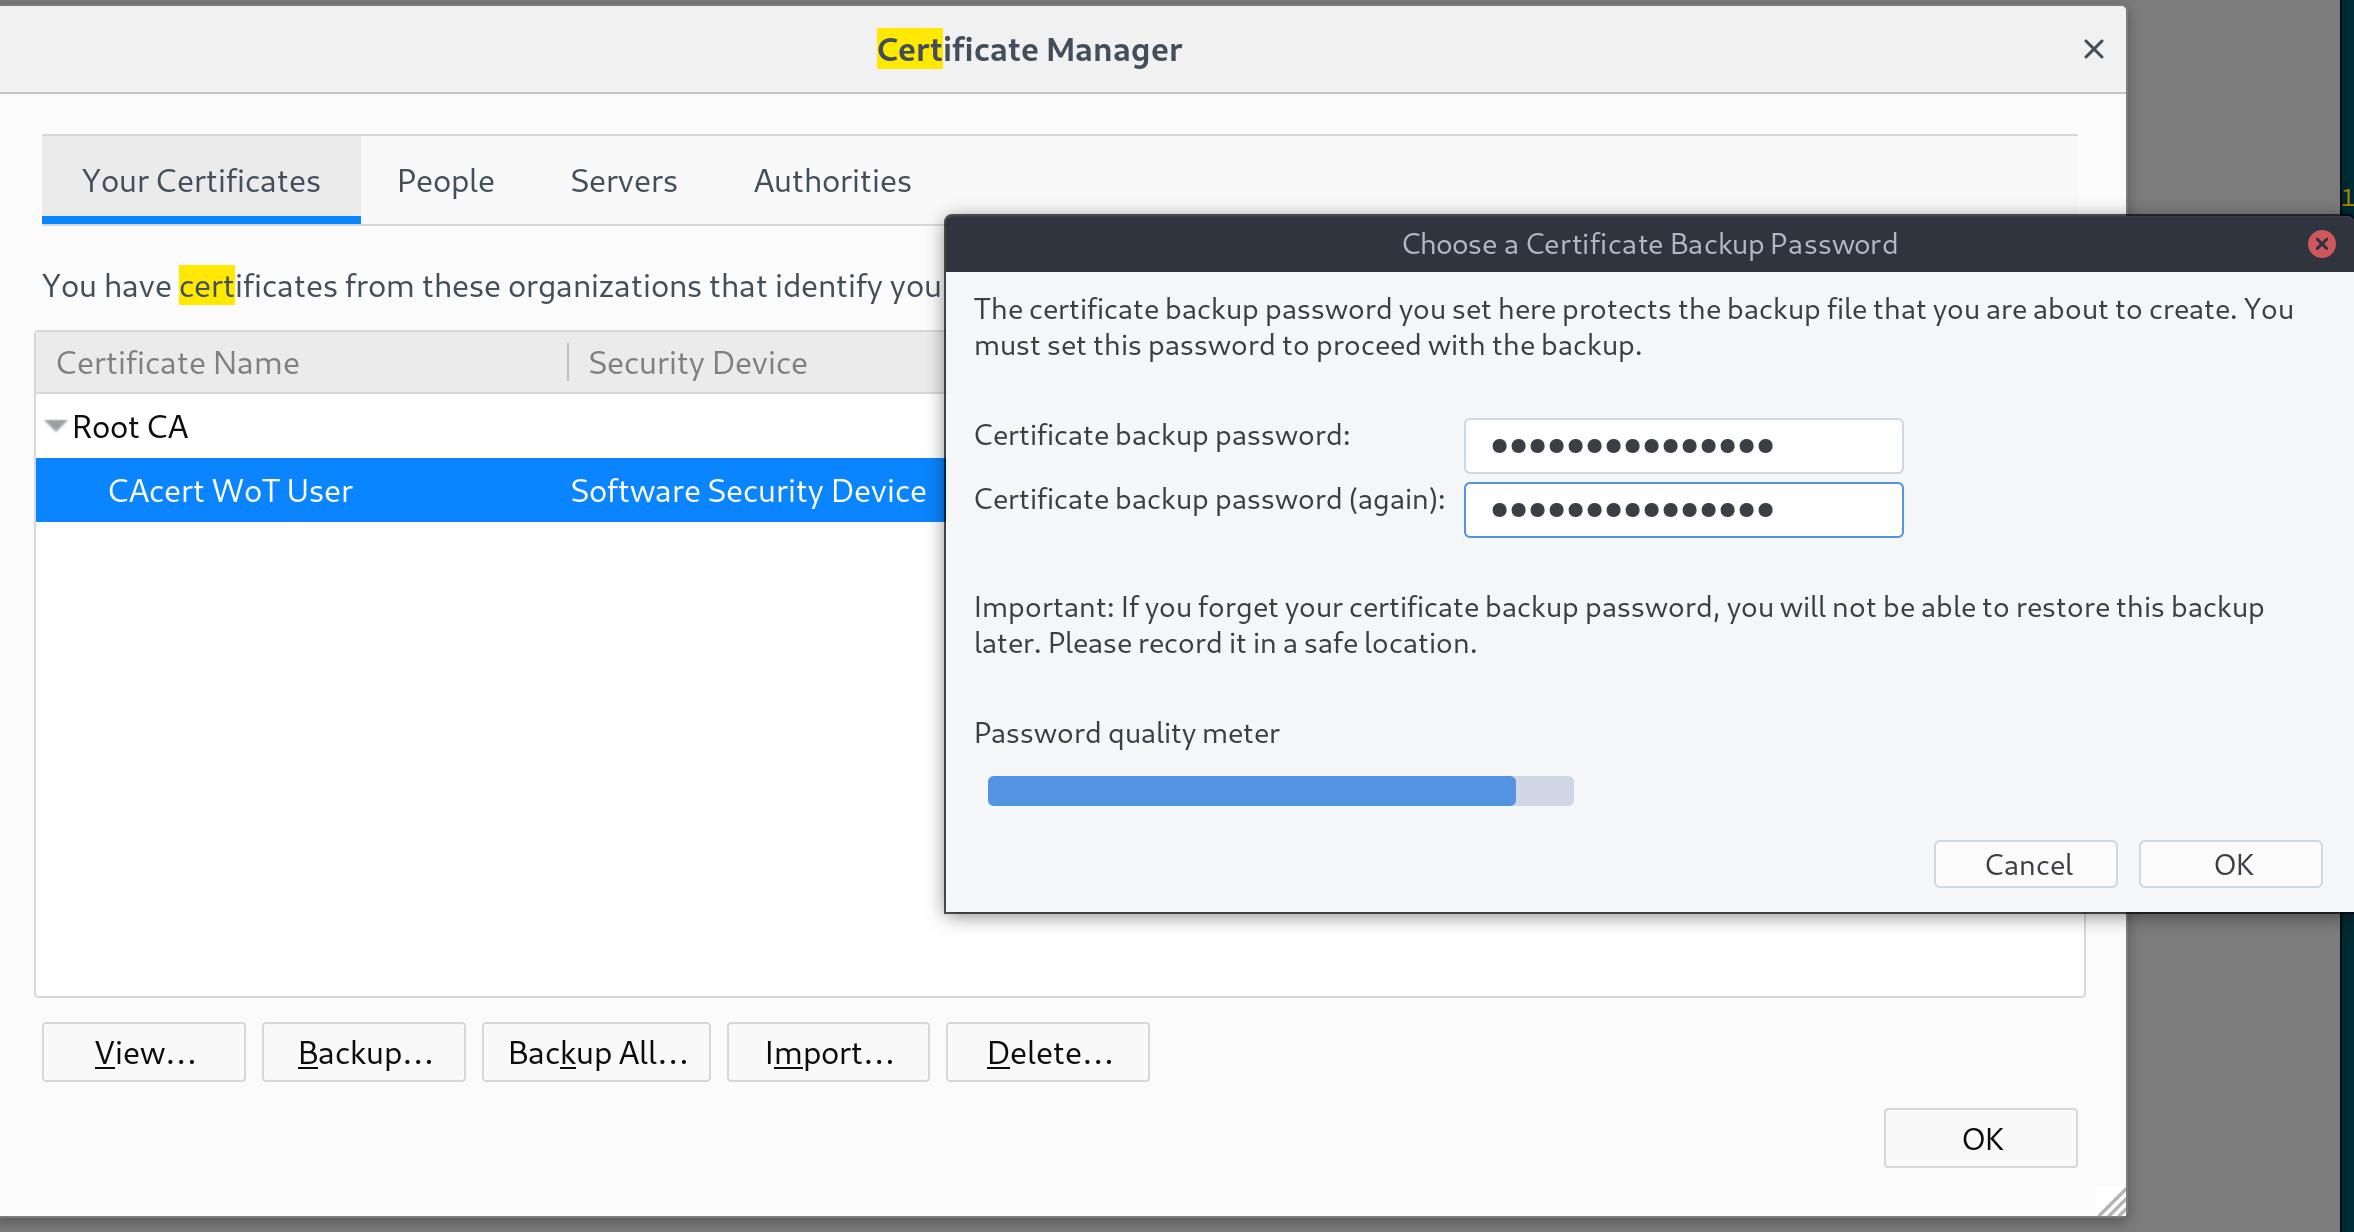 Certificate Manager
Your Certificates People Servers Authorities
You have certificates from these organizations that identify you
Certificate Name Security Device
Root CA
CAcert WoT User Software Security Device
Choose a Certificate Backup Password
The certificate backup password you set here protects the backup file that you are about to create. You
must set this password to proceed with the backup.
Certificate backup password:
Certificate backup password (again):
Important: If you forget your certificate backup password, you will not be able to restore this backup
later. Please record it in a safe location.
Password quality meter
Cancel OK
View... Backup... Backup All... Import... Delete...
OK
1